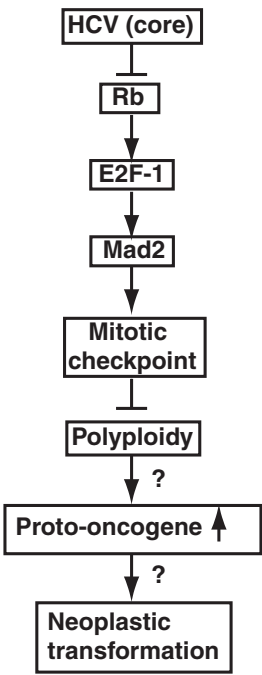 HCV (core)
Rb
E2F-1
Mad2
Mitotic
checkpoint
Polyploidy
?
Proto-oncogene
?
Neoplastic
transformation